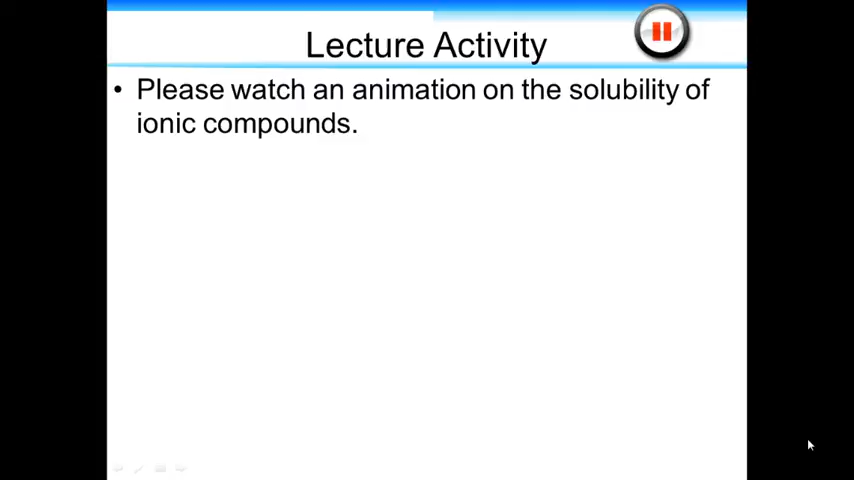 Lecture Activity
• Please watch an animation on the solubility of
ionic compounds.